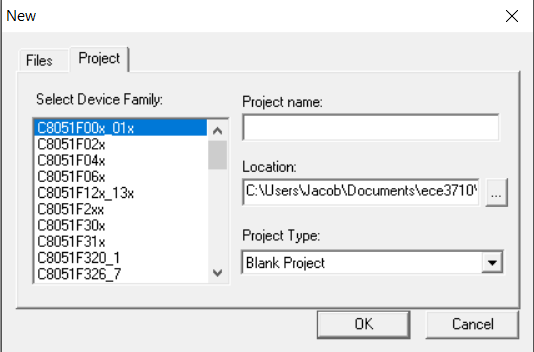 New
Files
Project
Select Device Family:
C8051F00x_01x
C8051F02x
C8051F04x
C8051F06x
C8051F12x_13x
C8051F2xx
C8051F30x
C8051F31x
C8051F320_1
C8051F326_7
Project name:
Location:
C:\Users\Jacob\Documents\ece3710\
...
Project Type:
Blank Project
OK
Cancel